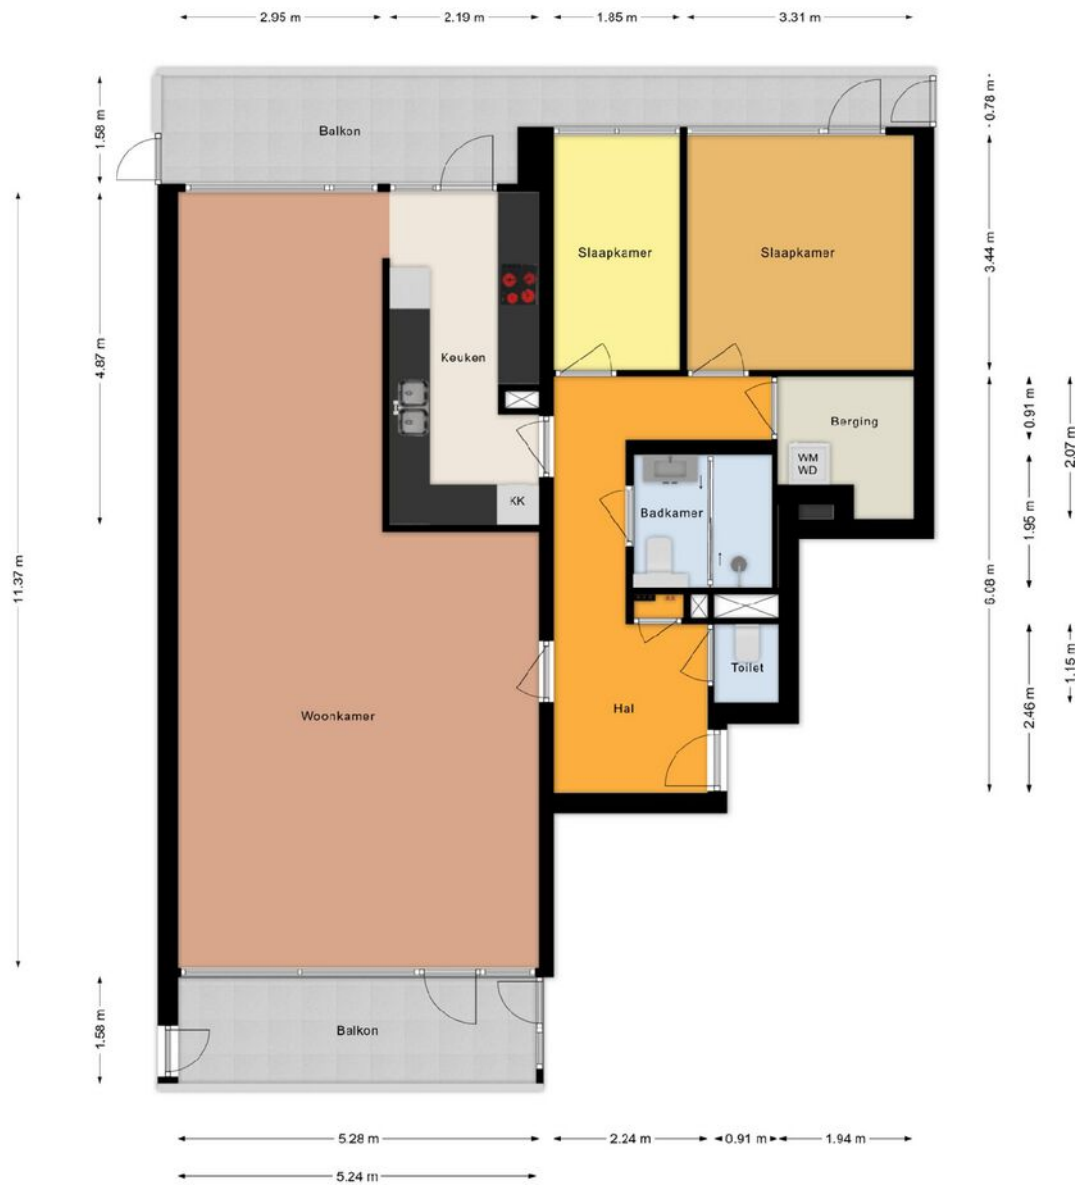 2.95 m
2.19 m
1.85 m
3.31 m
1.58 m
0.78 m
Balkon
4.87 m
3.44 m
Slaapkamer
Slaapkamer
Keuken
11.37 m
0.91 m
2.07 m
Berging
WM
WD
KK
Badkamer
1.95 m
6.08 m
Toilet
1.15 m
2.46 m
Hal
Woonkamer
1.58 m
Balkon
5.28 m
2.24 m
0.91 m
1.94 m
5.24 m